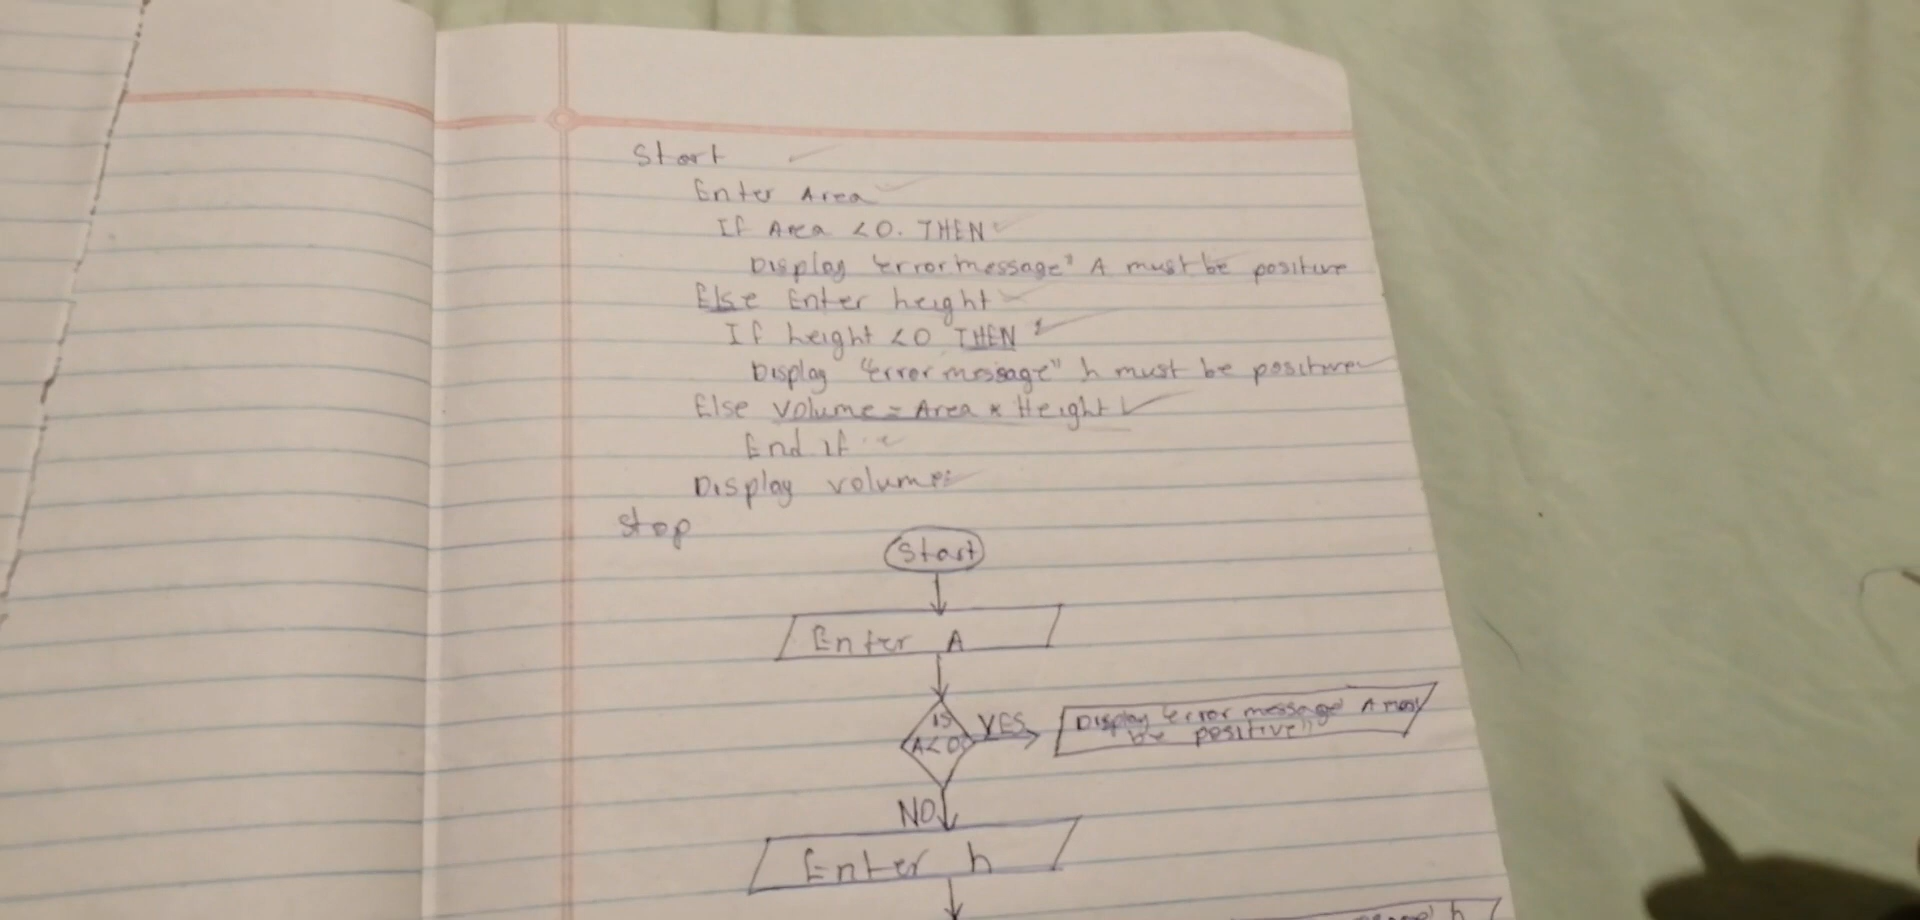 Start
Enter Area
If Area <0. THEN
Display "error message" A must be positive
Else Enter height
If height <0 THEN
Display "error message" h must be positive
Else Volume = Area * Height
End if
Display volume
Stop
Start
Enter A
is
A<0
YES
Display "error message" A must
be positive"
NO
Enter h
h